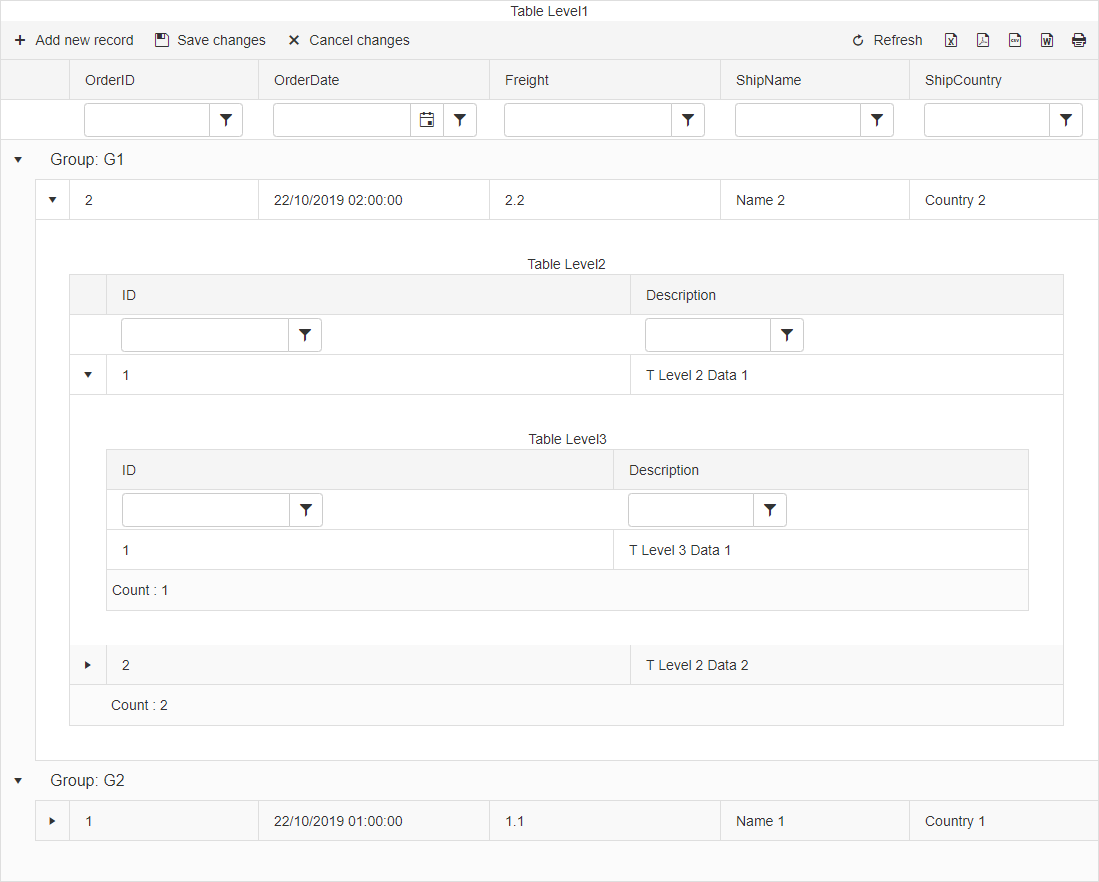 Table Level1
Add new record Save changes Cancel changes Refresh
OrderID OrderDate Freight ShipName ShipCountry
Group: G1
2 22/10/2019 02:00:00 2.2 Name 2 Country 2
Table Level2
ID Description
1 T Level 2 Data 1
Table Level3
ID Description
1 T Level 3 Data 1
Count : 1
2 T Level 2 Data 2
Count : 2
Group: G2
1 22/10/2019 01:00:00 1.1 Name 1 Country 1